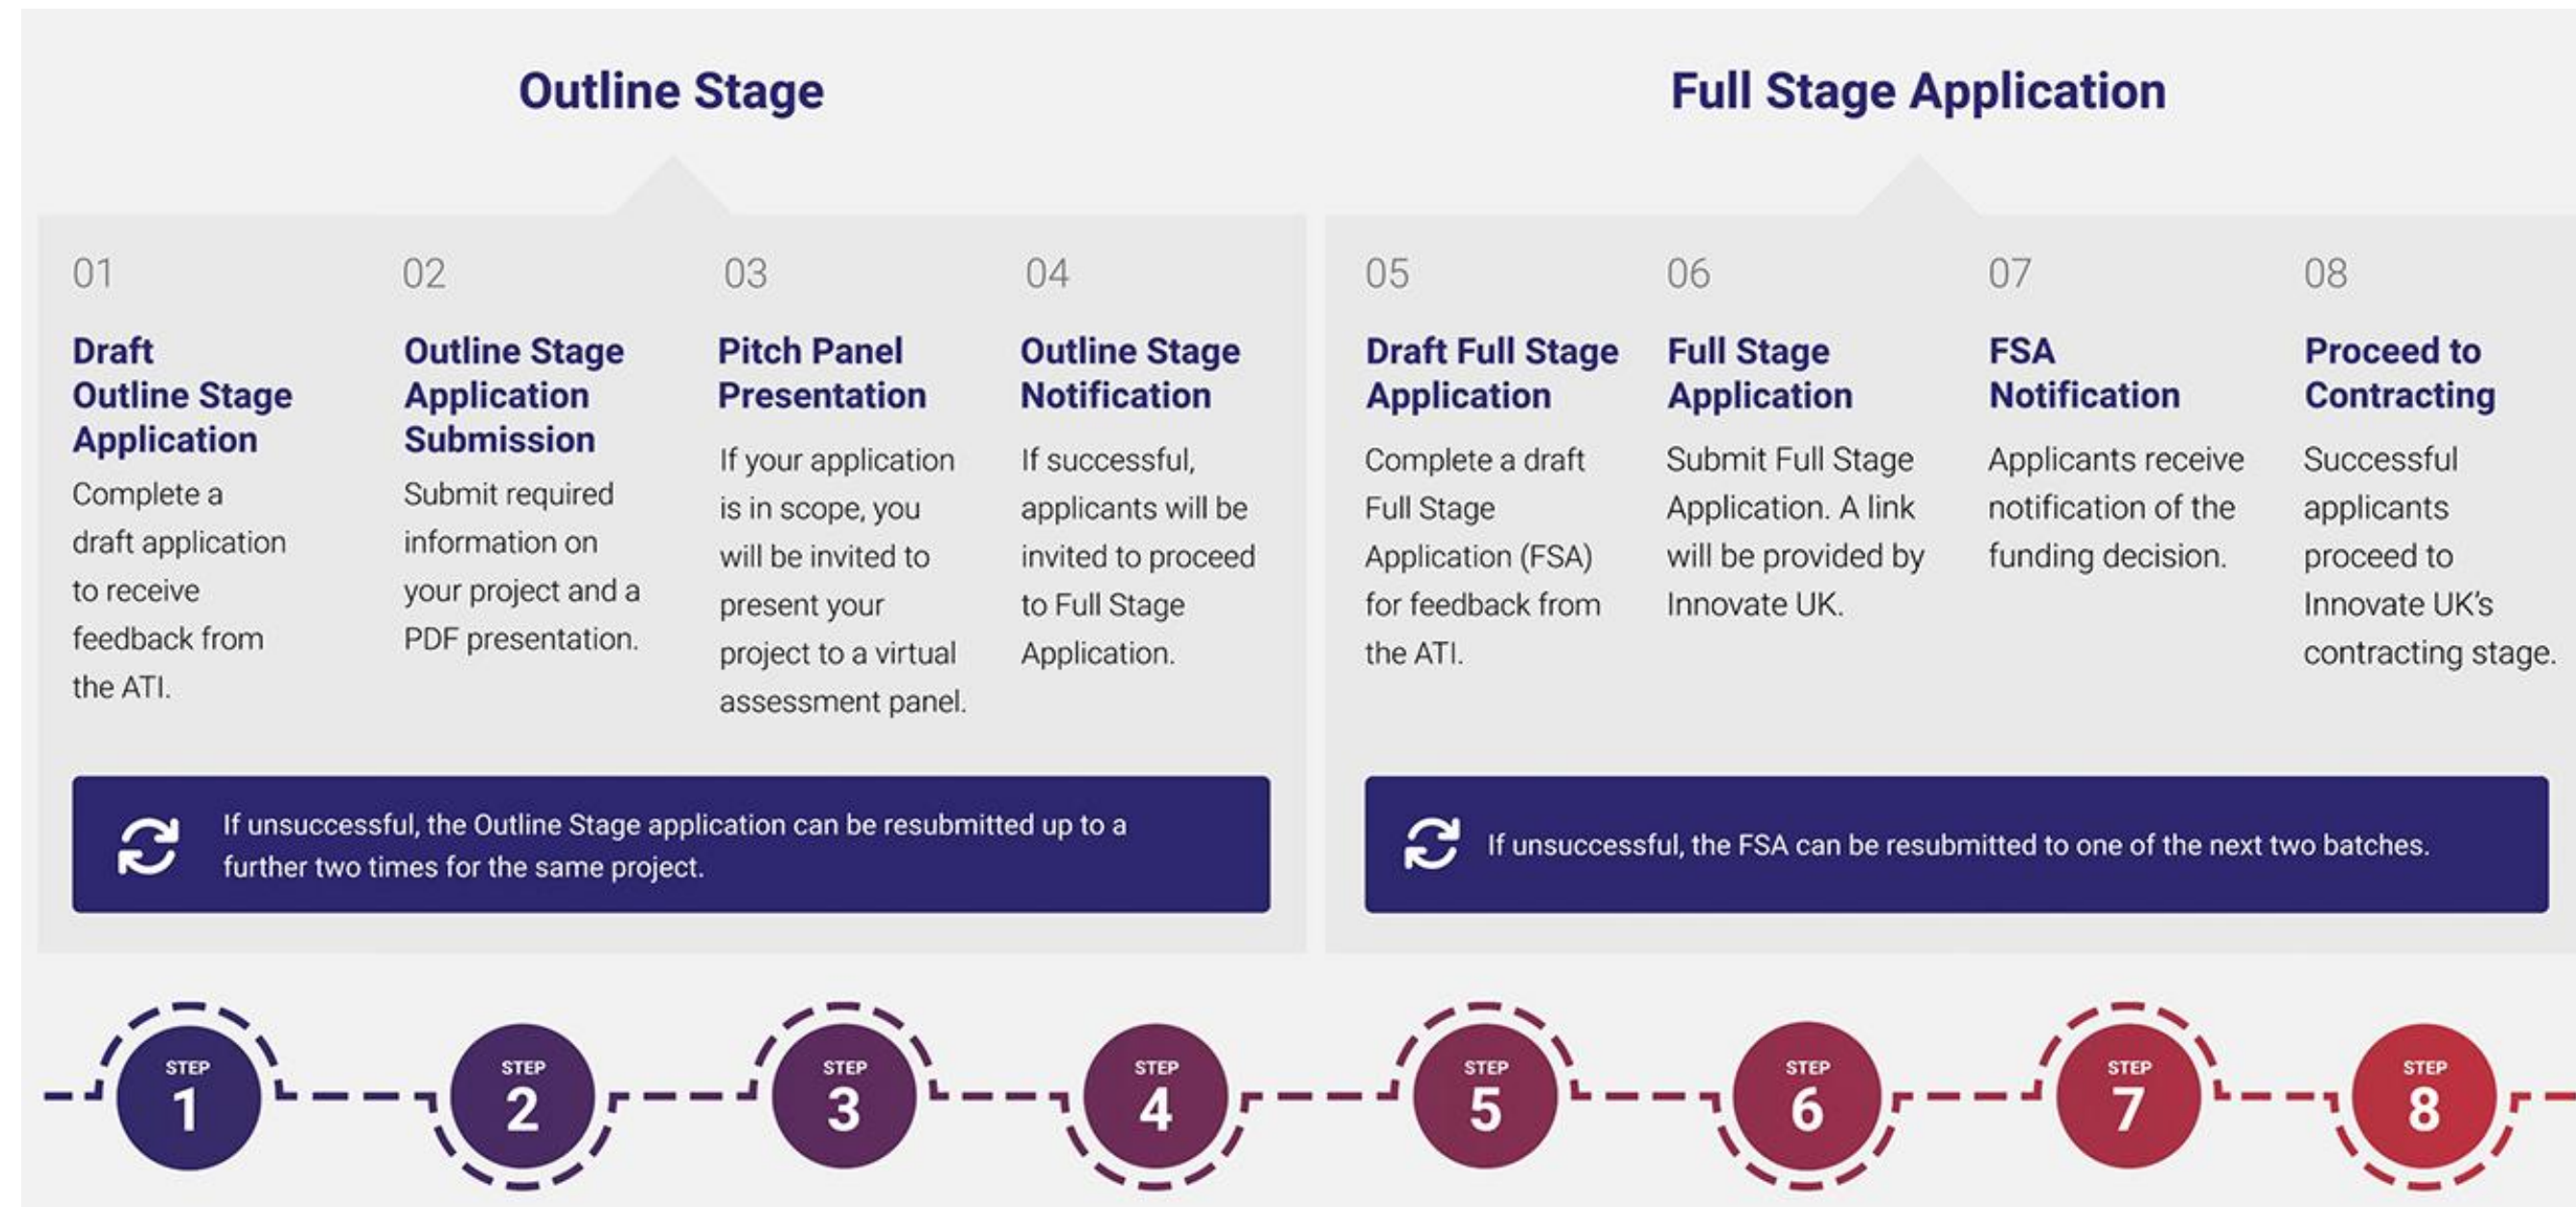 Outline Stage
01
Draft
Outline Stage
Application
Complete a
draft application
to receive
feedback from
the ATI.
02
Outline Stage
Application
Submission
Submit required
information on
your project and a
PDF presentation.
03
Pitch Panel
Presentation
If your application
is in scope, you
will be invited to
present your
project to a virtual
assessment panel.
04
Outline Stage
Notification
If successful,
applicants will be
invited to proceed
to Full Stage
Application.
If unsuccessful, the Outline Stage application can be resubmitted up to a
further two times for the same project.
Full Stage Application
05
Draft Full Stage
Application
Complete a draft
Full Stage
Application (FSA)
for feedback from
the ATI.
06
Full Stage
Application
Submit Full Stage
Application. A link
will be provided by
Innovate UK.
07
FSA
Notification
Applicants receive
notification of the
funding decision.
08
Proceed to
Contracting
Successful
applicants
proceed to
Innovate UK’s
contracting stage.
If unsuccessful, the FSA can be resubmitted to one of the next two batches.
STEP
1
STEP
2
STEP
3
STEP
4
STEP
5
STEP
6
STEP
7
STEP
8